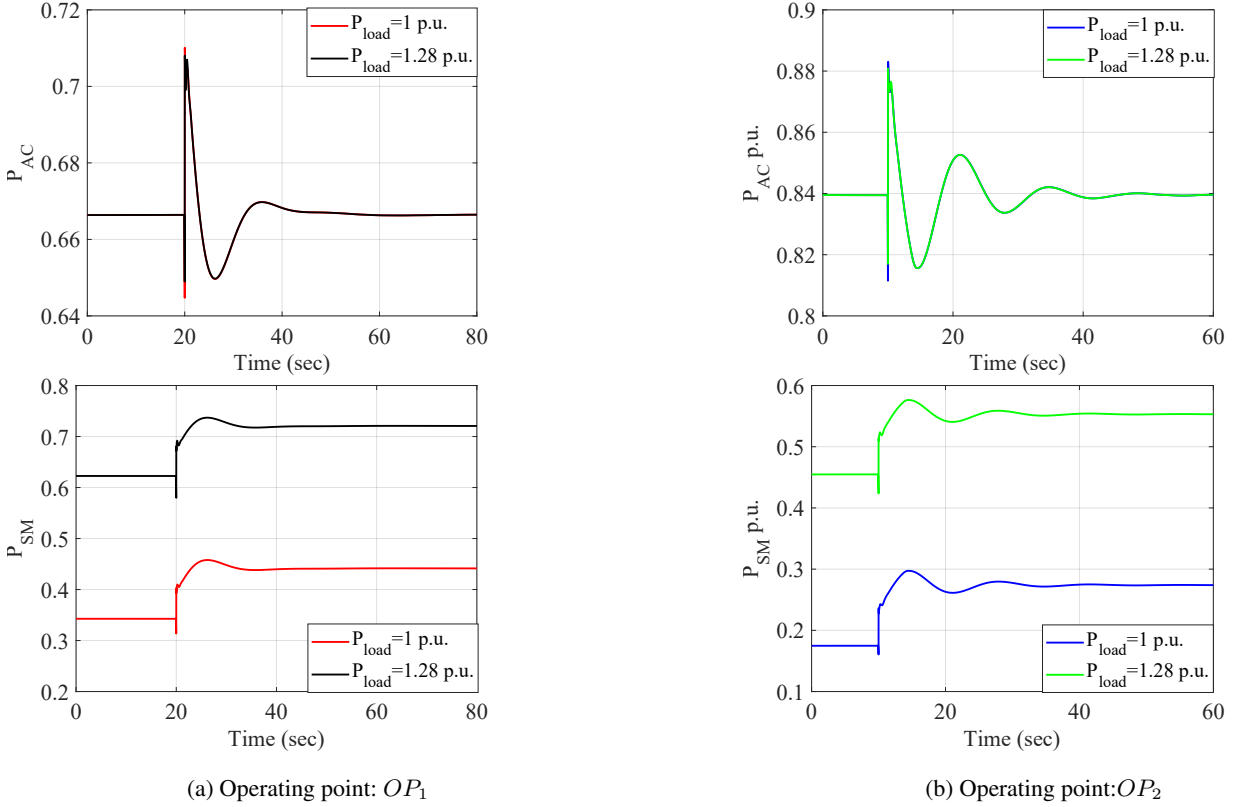 0.72
0.7
0.68
0.66
0.64
P_AC
P_load=1 p.u.
P_load=1.28 p.u.
0 20 40 60 80
Time (sec)
0.9
0.88
0.86
0.84
0.82
0.8
P_AC p.u.
P_load=1 p.u.
P_load=1.28 p.u.
0 20 40 60
Time (sec)
0.8
0.7
0.6
0.5
0.4
0.3
0.2
P_SM
P_load=1 p.u.
P_load=1.28 p.u.
0 20 40 60 80
Time (sec)
0.6
0.5
0.4
0.3
0.2
0.1
P_SM p.u.
P_load=1 p.u.
P_load=1.28 p.u.
0 20 40 60
Time (sec)
(a) Operating point: OP₁
(b) Operating point:OP₂